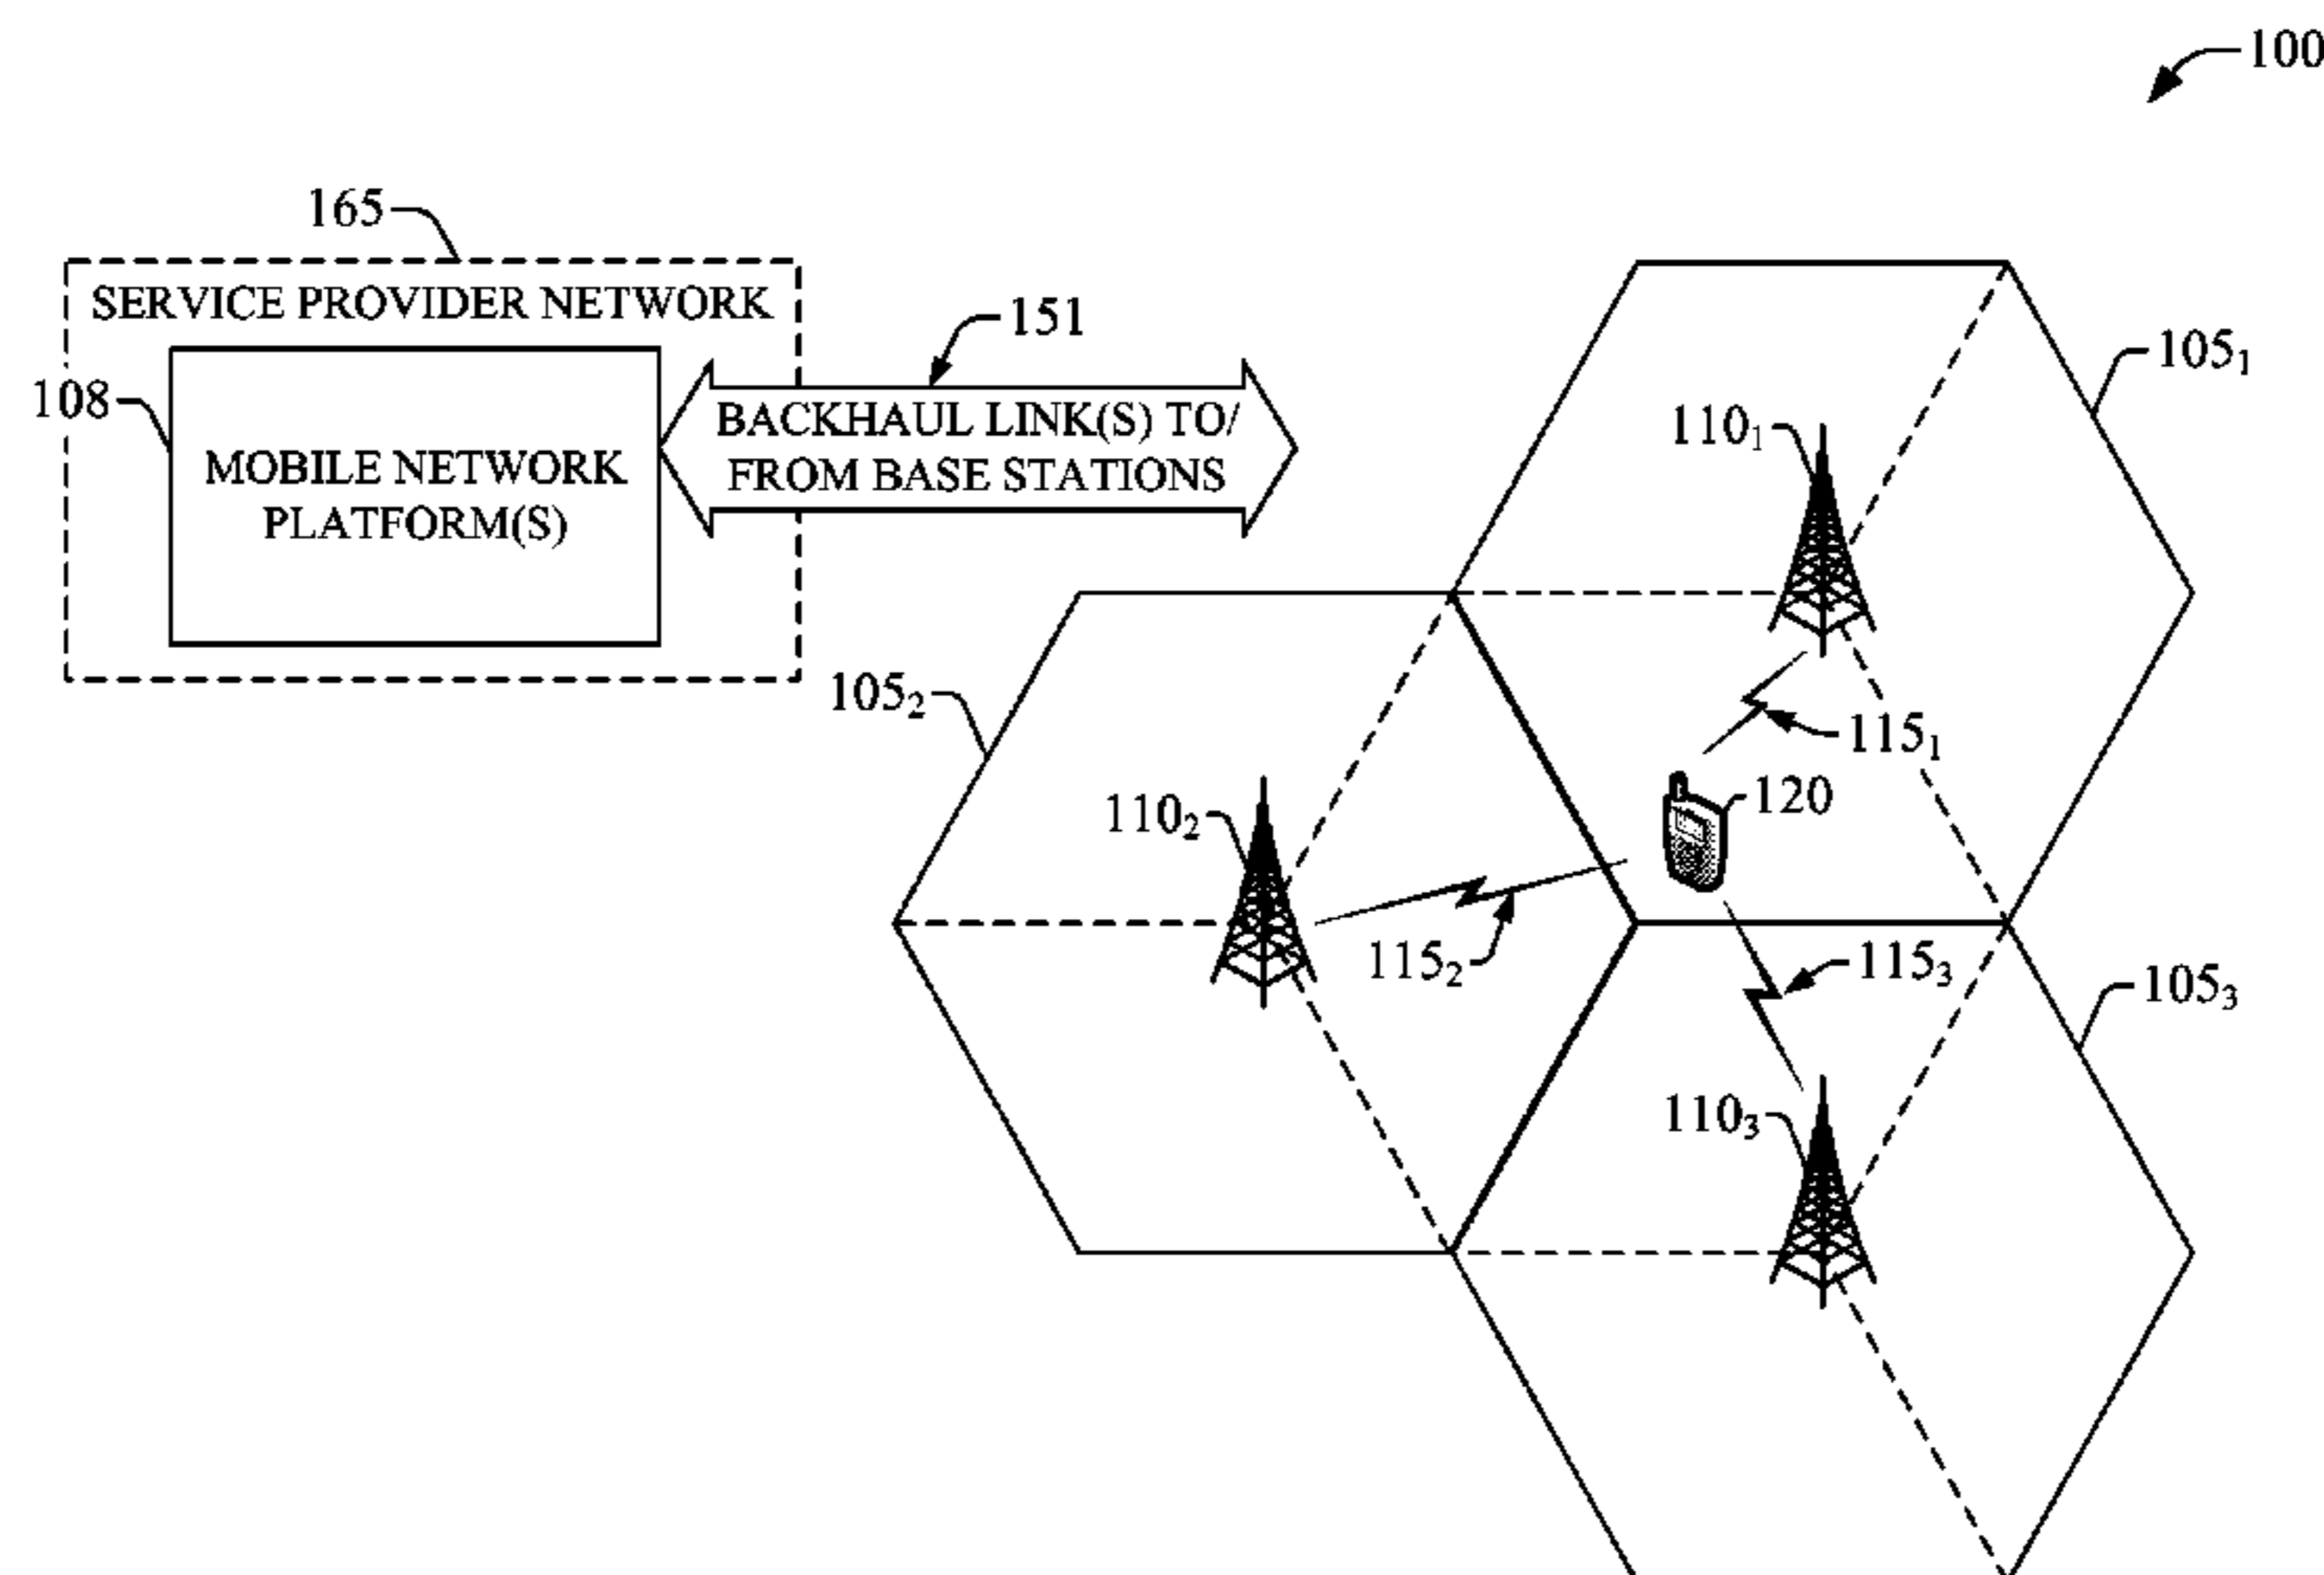 100
165
SERVICE PROVIDER NETWORK
151
105₁
108
BACKHAUL LINK(S) TO/
FROM BASE STATIONS
110₁
MOBILE NETWORK
PLATFORM(S)
105₂
115₁
120
110₂
115₂
115₃
105₃
110₃